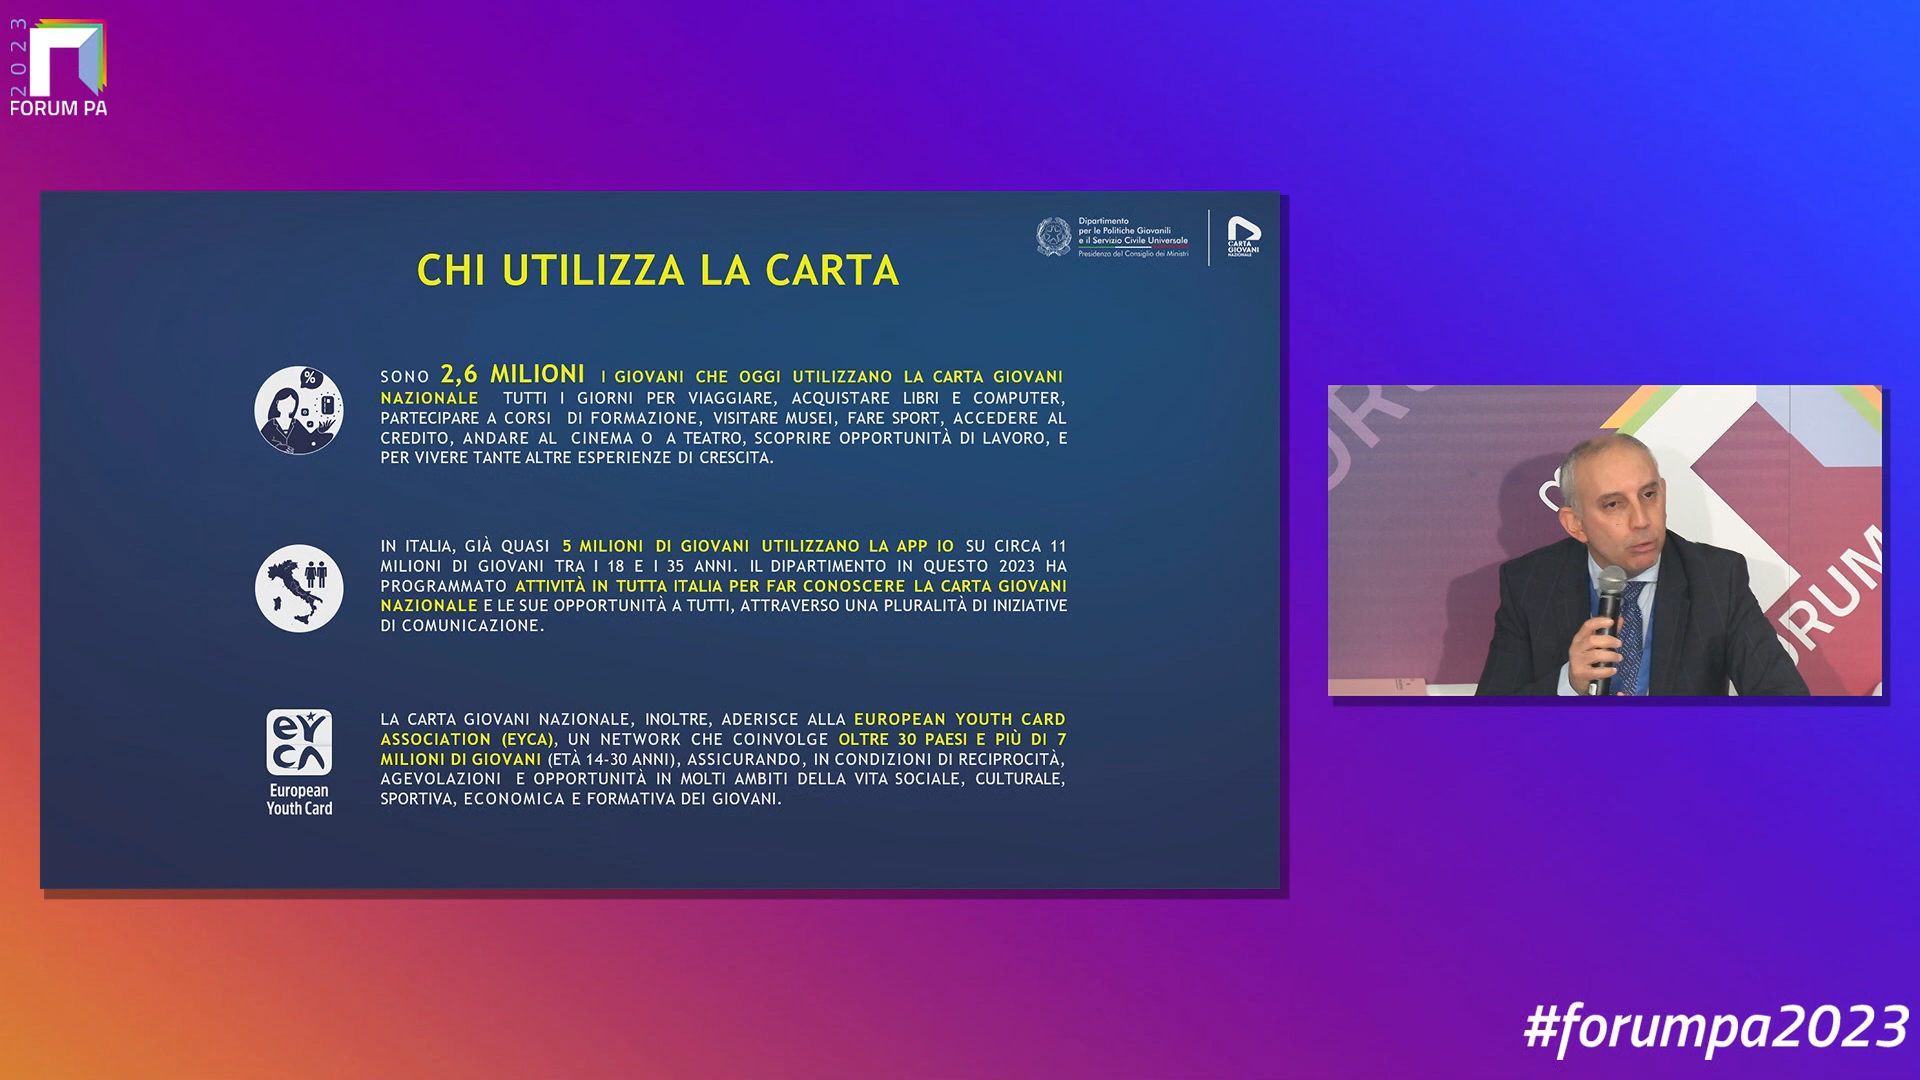 2023
FORUM PA
Dipartimento
per le Politiche Giovanili
e il Servizio Civile Universale
Presidenza del Consiglio dei Ministri
CARTA
GIOVANI
NAZIONALE
CHI UTILIZZA LA CARTA
%
SONO 2,6 MILIONI I GIOVANI CHE OGGI UTILIZZANO LA CARTA GIOVANI
NAZIONALE TUTTI I GIORNI PER VIAGGIARE, ACQUISTARE LIBRI E COMPUTER,
PARTECIPARE A CORSI DI FORMAZIONE, VISITARE MUSEI, FARE SPORT, ACCEDERE AL
CREDITO, ANDARE AL CINEMA O A TEATRO, SCOPRIRE OPPORTUNITÀ DI LAVORO, E
PER VIVERE TANTE ALTRE ESPERIENZE DI CRESCITA.
IN ITALIA, GIÀ QUASI 5 MILIONI DI GIOVANI UTILIZZANO LA APP IO SU CIRCA 11
MILIONI DI GIOVANI TRA I 18 E I 35 ANNI. IL DIPARTIMENTO IN QUESTO 2023 HA
PROGRAMMATO ATTIVITÀ IN TUTTA ITALIA PER FAR CONOSCERE LA CARTA GIOVANI
NAZIONALE E LE SUE OPPORTUNITÀ A TUTTI, ATTRAVERSO UNA PLURALITÀ DI INIZIATIVE
DI COMUNICAZIONE.
eYCA
European
Youth Card
LA CARTA GIOVANI NAZIONALE, INOLTRE, ADERISCE ALLA EUROPEAN YOUTH CARD
ASSOCIATION (EYCA), UN NETWORK CHE COINVOLGE OLTRE 30 PAESI E PIÙ DI 7
MILIONI DI GIOVANI (ETÀ 14-30 ANNI), ASSICURANDO, IN CONDIZIONI DI RECIPROCITÀ,
AGEVOLAZIONI E OPPORTUNITÀ IN MOLTI AMBITI DELLA VITA SOCIALE, CULTURALE,
SPORTIVA, ECONOMICA E FORMATIVA DEI GIOVANI.
FORUM
#forumpa2023